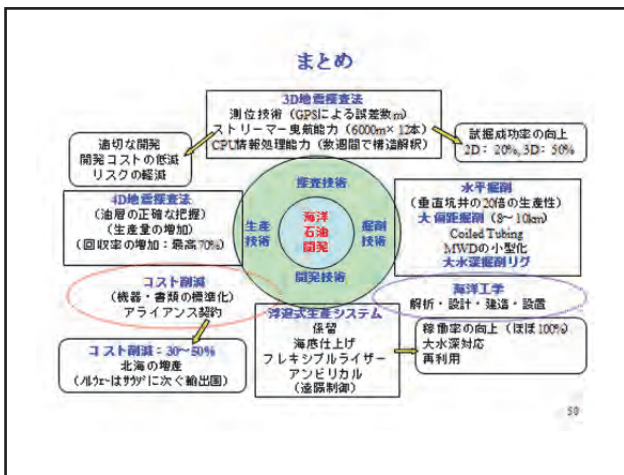 まとめ
3D地震探査法
測位技術 (GPSによる誤差数m)
ストリーマー曳航能力 (6000m×12本)
CPU情報処理能力 (数週間で構造解釈)
適切な開発
開発コストの低減
リスクの軽減
試掘成功率の向上
2D: 20%, 3D: 50%
4D地震探査法
(油層の正確な把握)
(生産量の増加)
(回収率の増加:最高70%)
探査技術
生産
技術
海洋
石油
開発
掘削
技術
開発技術
水平掘削
(垂直坑井の20倍の生産性)
大偏距掘削 (8~10km)
Coiled Tubing
MWDの小型化
大水深掘削リグ
コスト削減
(機器・書類の標準化)
アライアンス契約
海洋工学
解析・設計・建造・設置
浮遊式生産システム
係留
海底仕上げ
フレキシブルライザー
アンビリカル
(遠隔制御)
コスト削減:30~50%
北海の増産
(ノルウェーはサウジに次ぐ輸出国)
稼働率の向上 (ほぼ100%)
大水深対応
再利用
50